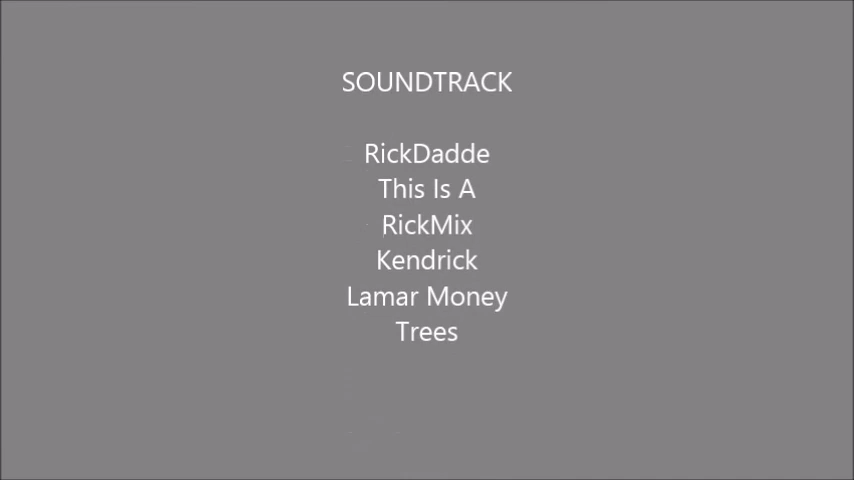 SOUNDTRACK
RickDadde
This Is A
RickMix
Kendrick
Lamar Money
Trees